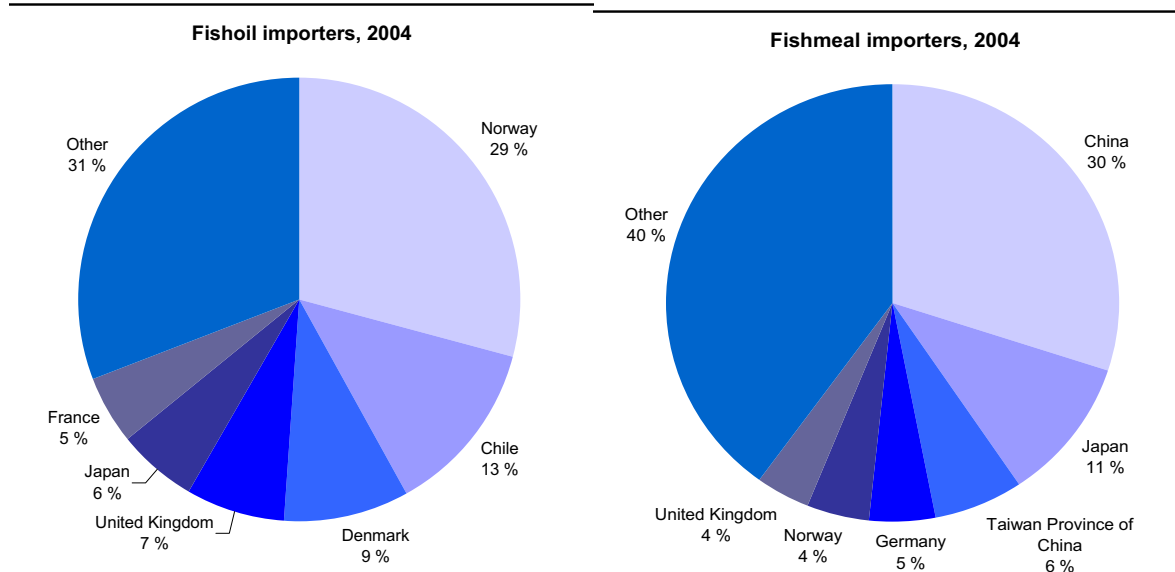 Fishoil importers, 2004
Norway
29 %
Chile
13 %
Denmark
9 %
United Kingdom
7 %
Japan
6 %
France
5 %
Other
31 %
Fishmeal importers, 2004
China
30 %
Japan
11 %
Taiwan Province of
China
6 %
Germany
5 %
Norway
4 %
United Kingdom
4 %
Other
40 %